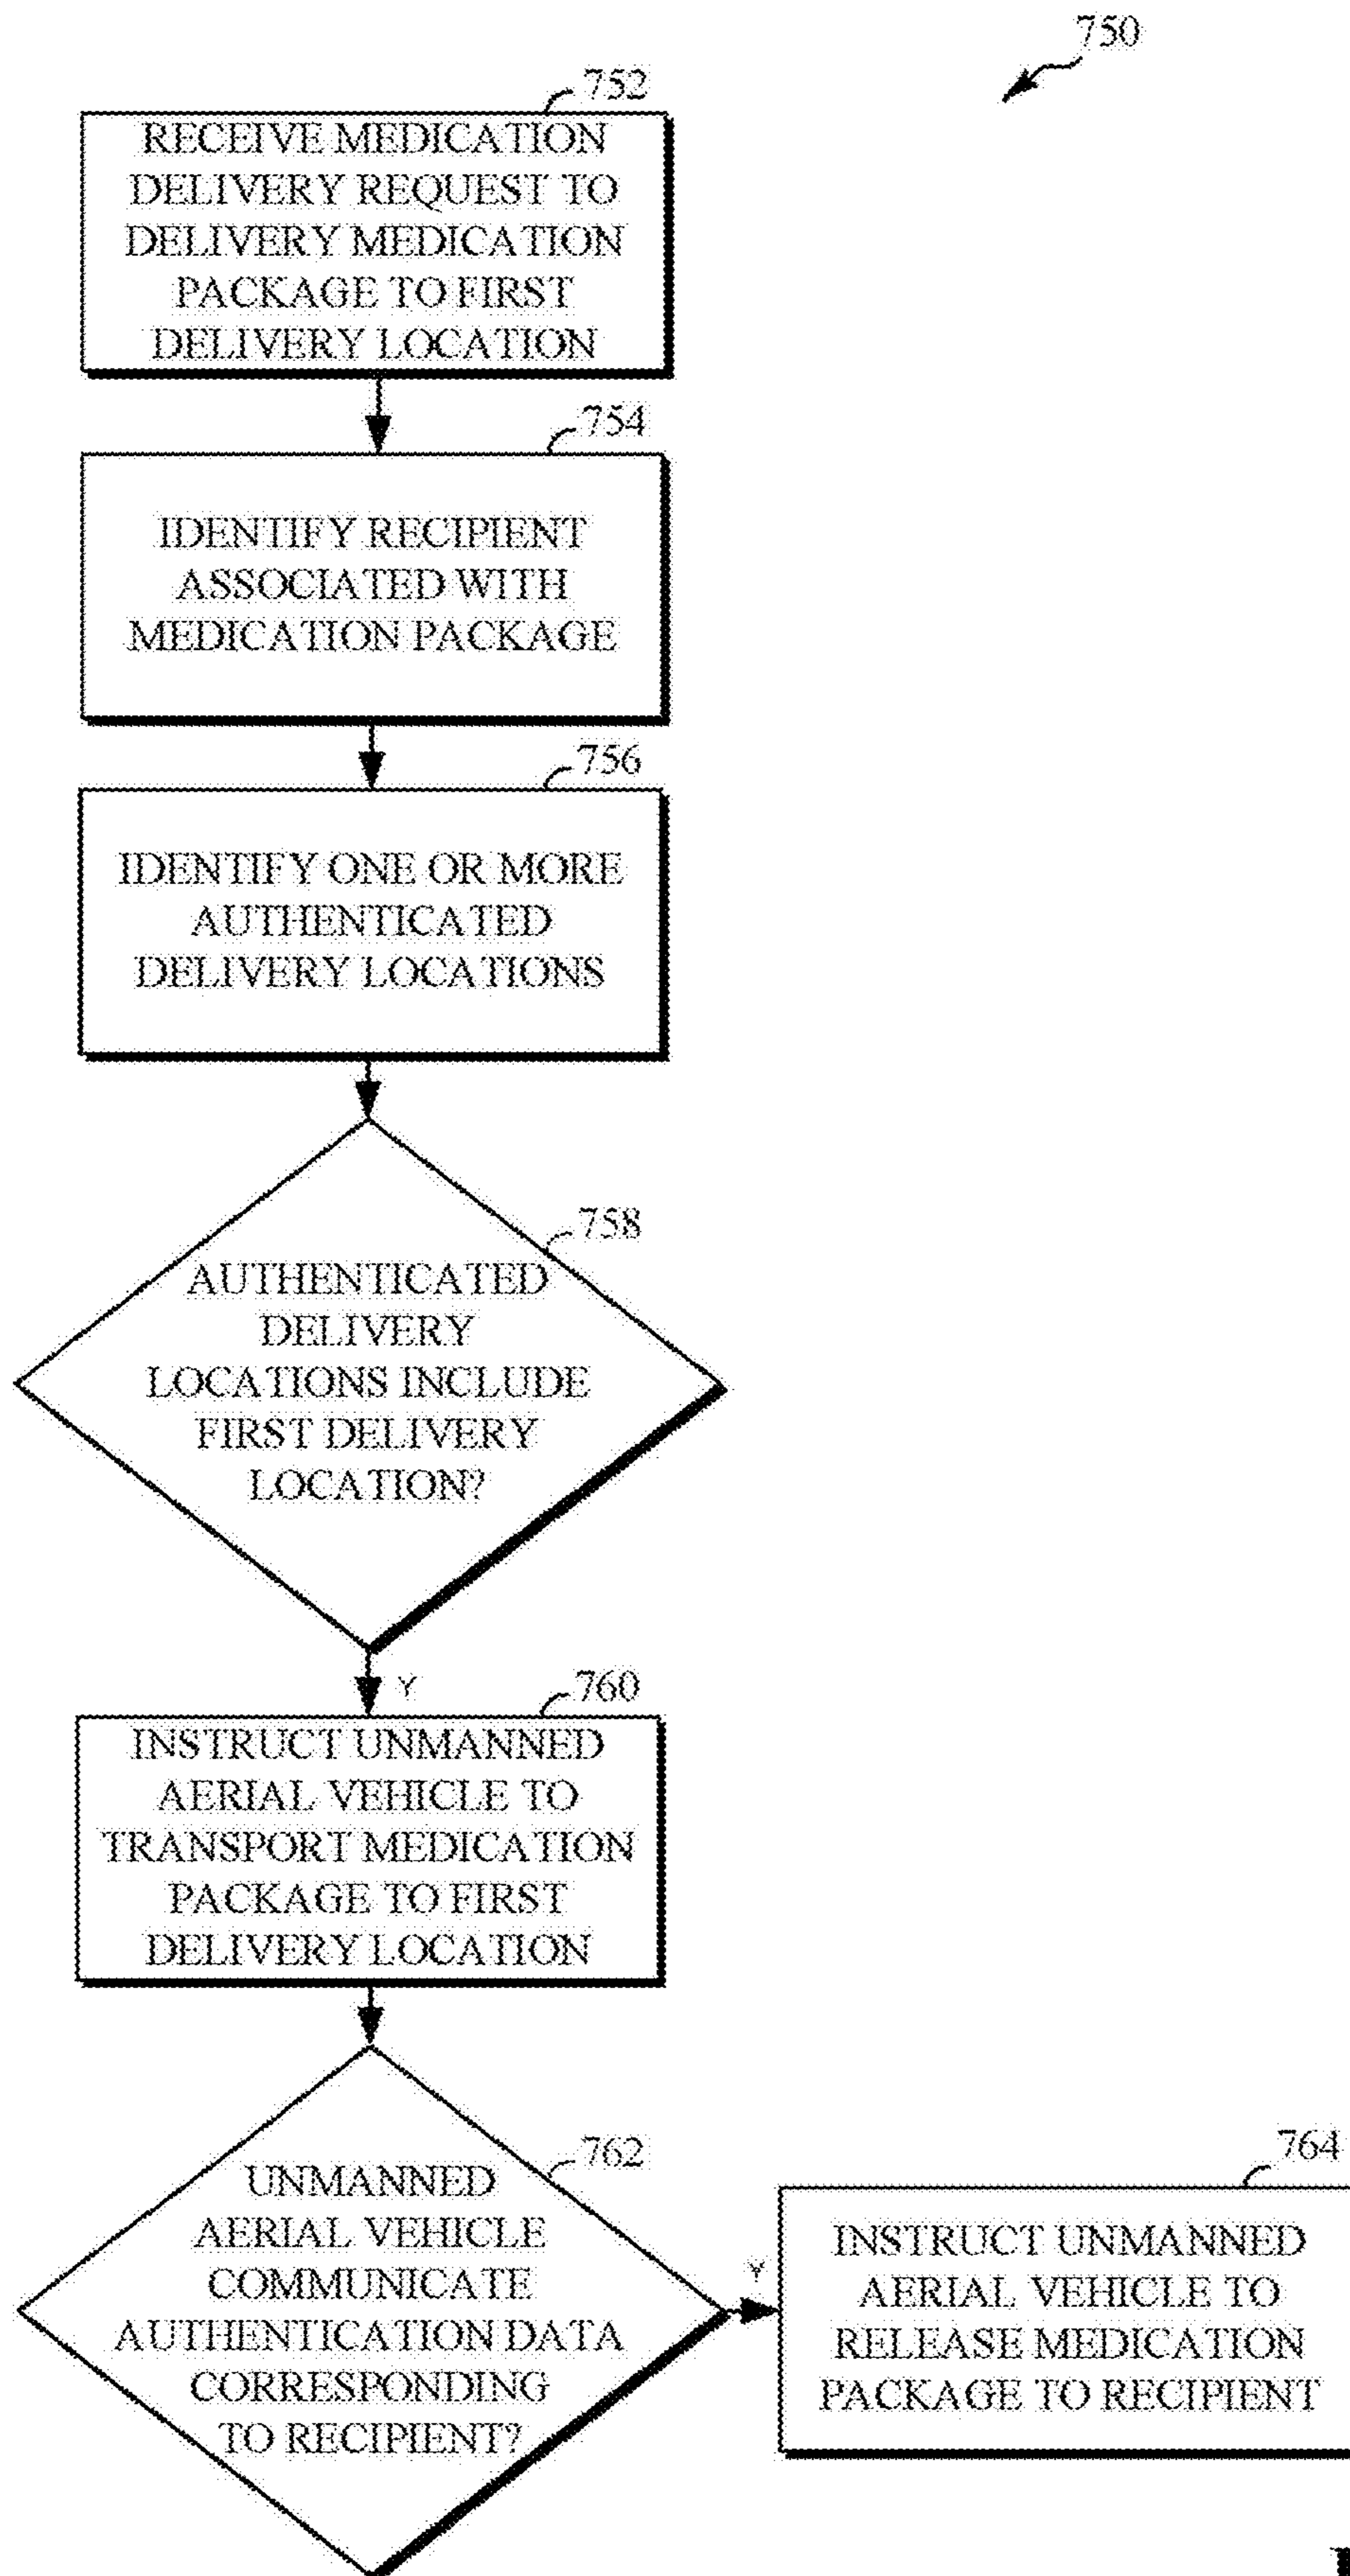 750
752
RECEIVE MEDICATION
DELIVERY REQUEST TO
DELIVERY MEDICATION
PACKAGE TO FIRST
DELIVERY LOCATION
754
IDENTIFY RECIPIENT
ASSOCIATED WITH
MEDICATION PACKAGE
756
IDENTIFY ONE OR MORE
AUTHENTICATED
DELIVERY LOCATIONS
758
AUTHENTICATED
DELIVERY
LOCATIONS INCLUDE
FIRST DELIVERY
LOCATION?
Y
760
INSTRUCT UNMANNED
AERIAL VEHICLE TO
TRANSPORT MEDICATION
PACKAGE TO FIRST
DELIVERY LOCATION
762
UNMANNED
AERIAL VEHICLE
COMMUNICATE
AUTHENTICATION DATA
CORRESPONDING
TO RECIPIENT?
Y
764
INSTRUCT UNMANNED
AERIAL VEHICLE TO
RELEASE MEDICATION
PACKAGE TO RECIPIENT